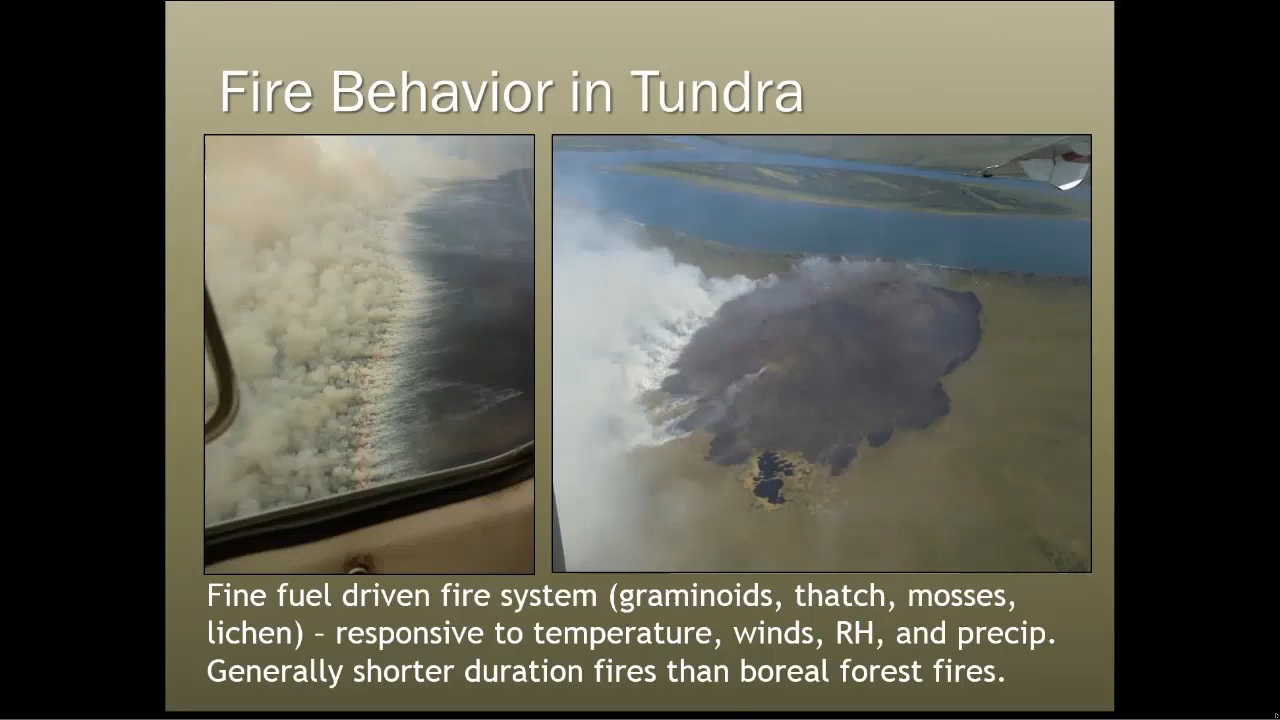 Fire Behavior in Tundra
Fine fuel driven fire system (graminoids, thatch, mosses,
lichen) – responsive to temperature, winds, RH, and precip.
Generally shorter duration fires than boreal forest fires.